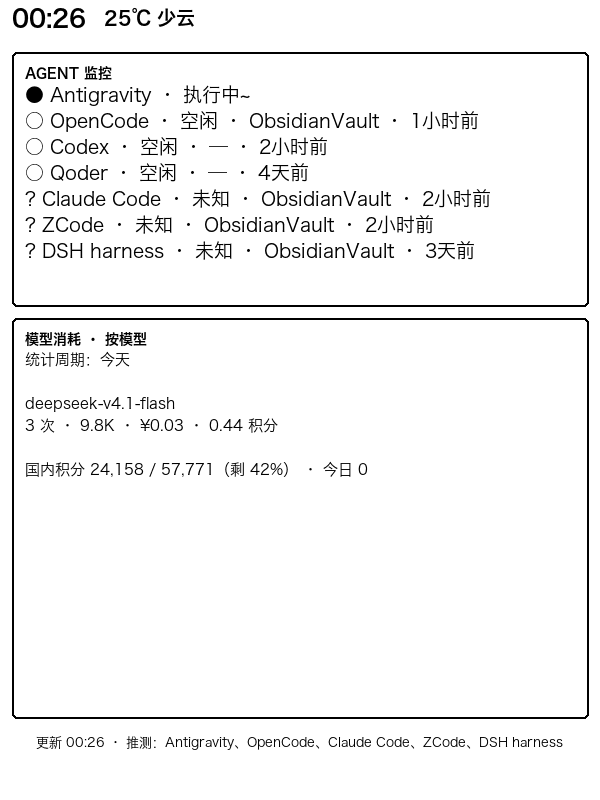 00:26 25℃ 少云
AGENT 监控
● Antigravity · 执行中~
○ OpenCode · 空闲 · ObsidianVault · 1小时前
○ Codex · 空闲 · — · 2小时前
○ Qoder · 空闲 · — · 4天前
? Claude Code · 未知 · ObsidianVault · 2小时前
? ZCode · 未知 · ObsidianVault · 2小时前
? DSH harness · 未知 · ObsidianVault · 3天前
模型消耗 · 按模型
统计周期：今天
deepseek-v4.1-flash
3 次 · 9.8K · ¥0.03 · 0.44 积分
国内积分 24,158 / 57,771（剩 42%） · 今日 0
更新 00:26 · 推测：Antigravity、OpenCode、Claude Code、ZCode、DSH harness